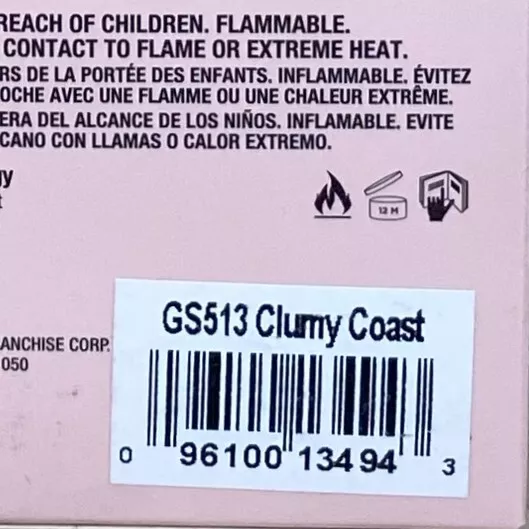 REACH OF CHILDREN. FLAMMABLE.
CONTACT TO FLAME OR EXTREME HEAT.
RS DE LA PORTÉE DES ENFANTS. INFLAMMABLE. ÉVITEZ
OCHE AVEC UNE FLAMME OU UNE CHALEUR EXTRÊME.
ERA DEL ALCANCE DE LOS NIÑOS. INFLAMABLE. EVITE
CANO CON LLAMAS O CALOR EXTREMO.
gy
t
12 M
GS513 Clumy Coast
ANCHISE CORP.
050
0 96100 13494 3